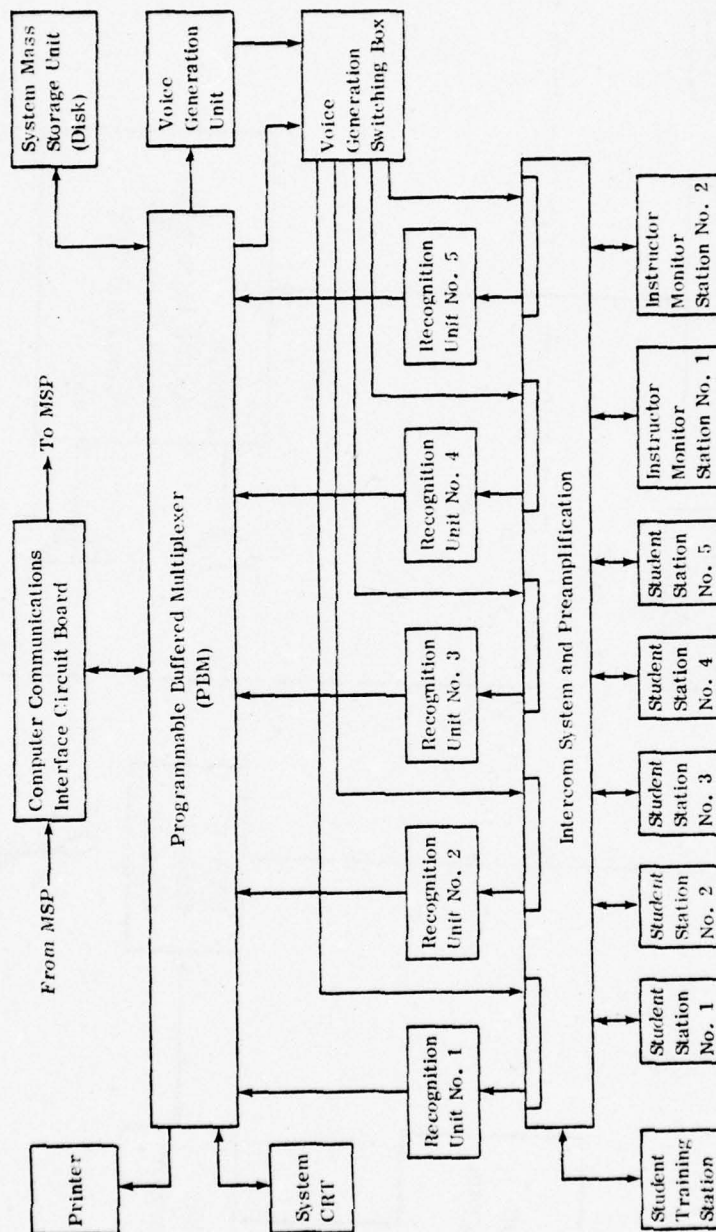 System Mass
Storage Unit
(Disk)
Voice
Generation
Unit
Voice
Generation
Switching Box
To MSP
Computer Communications
Interface Circuit Board
From MSP
Programmable Buffered Multiplexer
(PBM)
Printer
System
CRT
Recognition
Unit No. 1
Recognition
Unit No. 2
Recognition
Unit No. 3
Recognition
Unit No. 4
Recognition
Unit No. 5
Intercom System and Preamplification
Student
Training
Station
Student
Station
No. 1
Student
Station
No. 2
Student
Station
No. 3
Student
Station
No. 4
Student
Station
No. 5
Instructor
Monitor
Station No. 1
Instructor
Monitor
Station No. 2